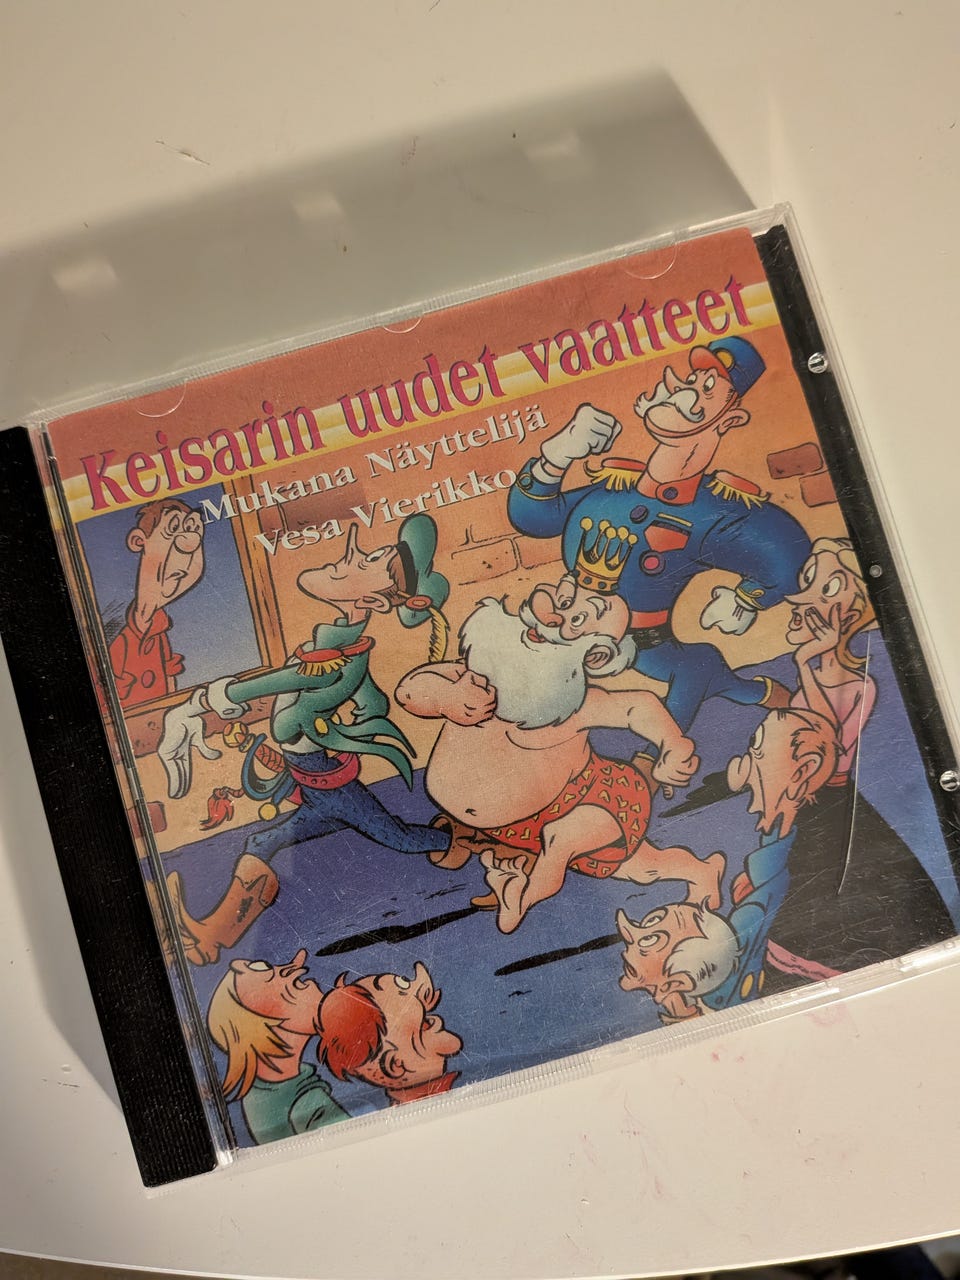 Keisarin uudet vaatteet
Mukana Näyttelijä
Vesa Vierikko